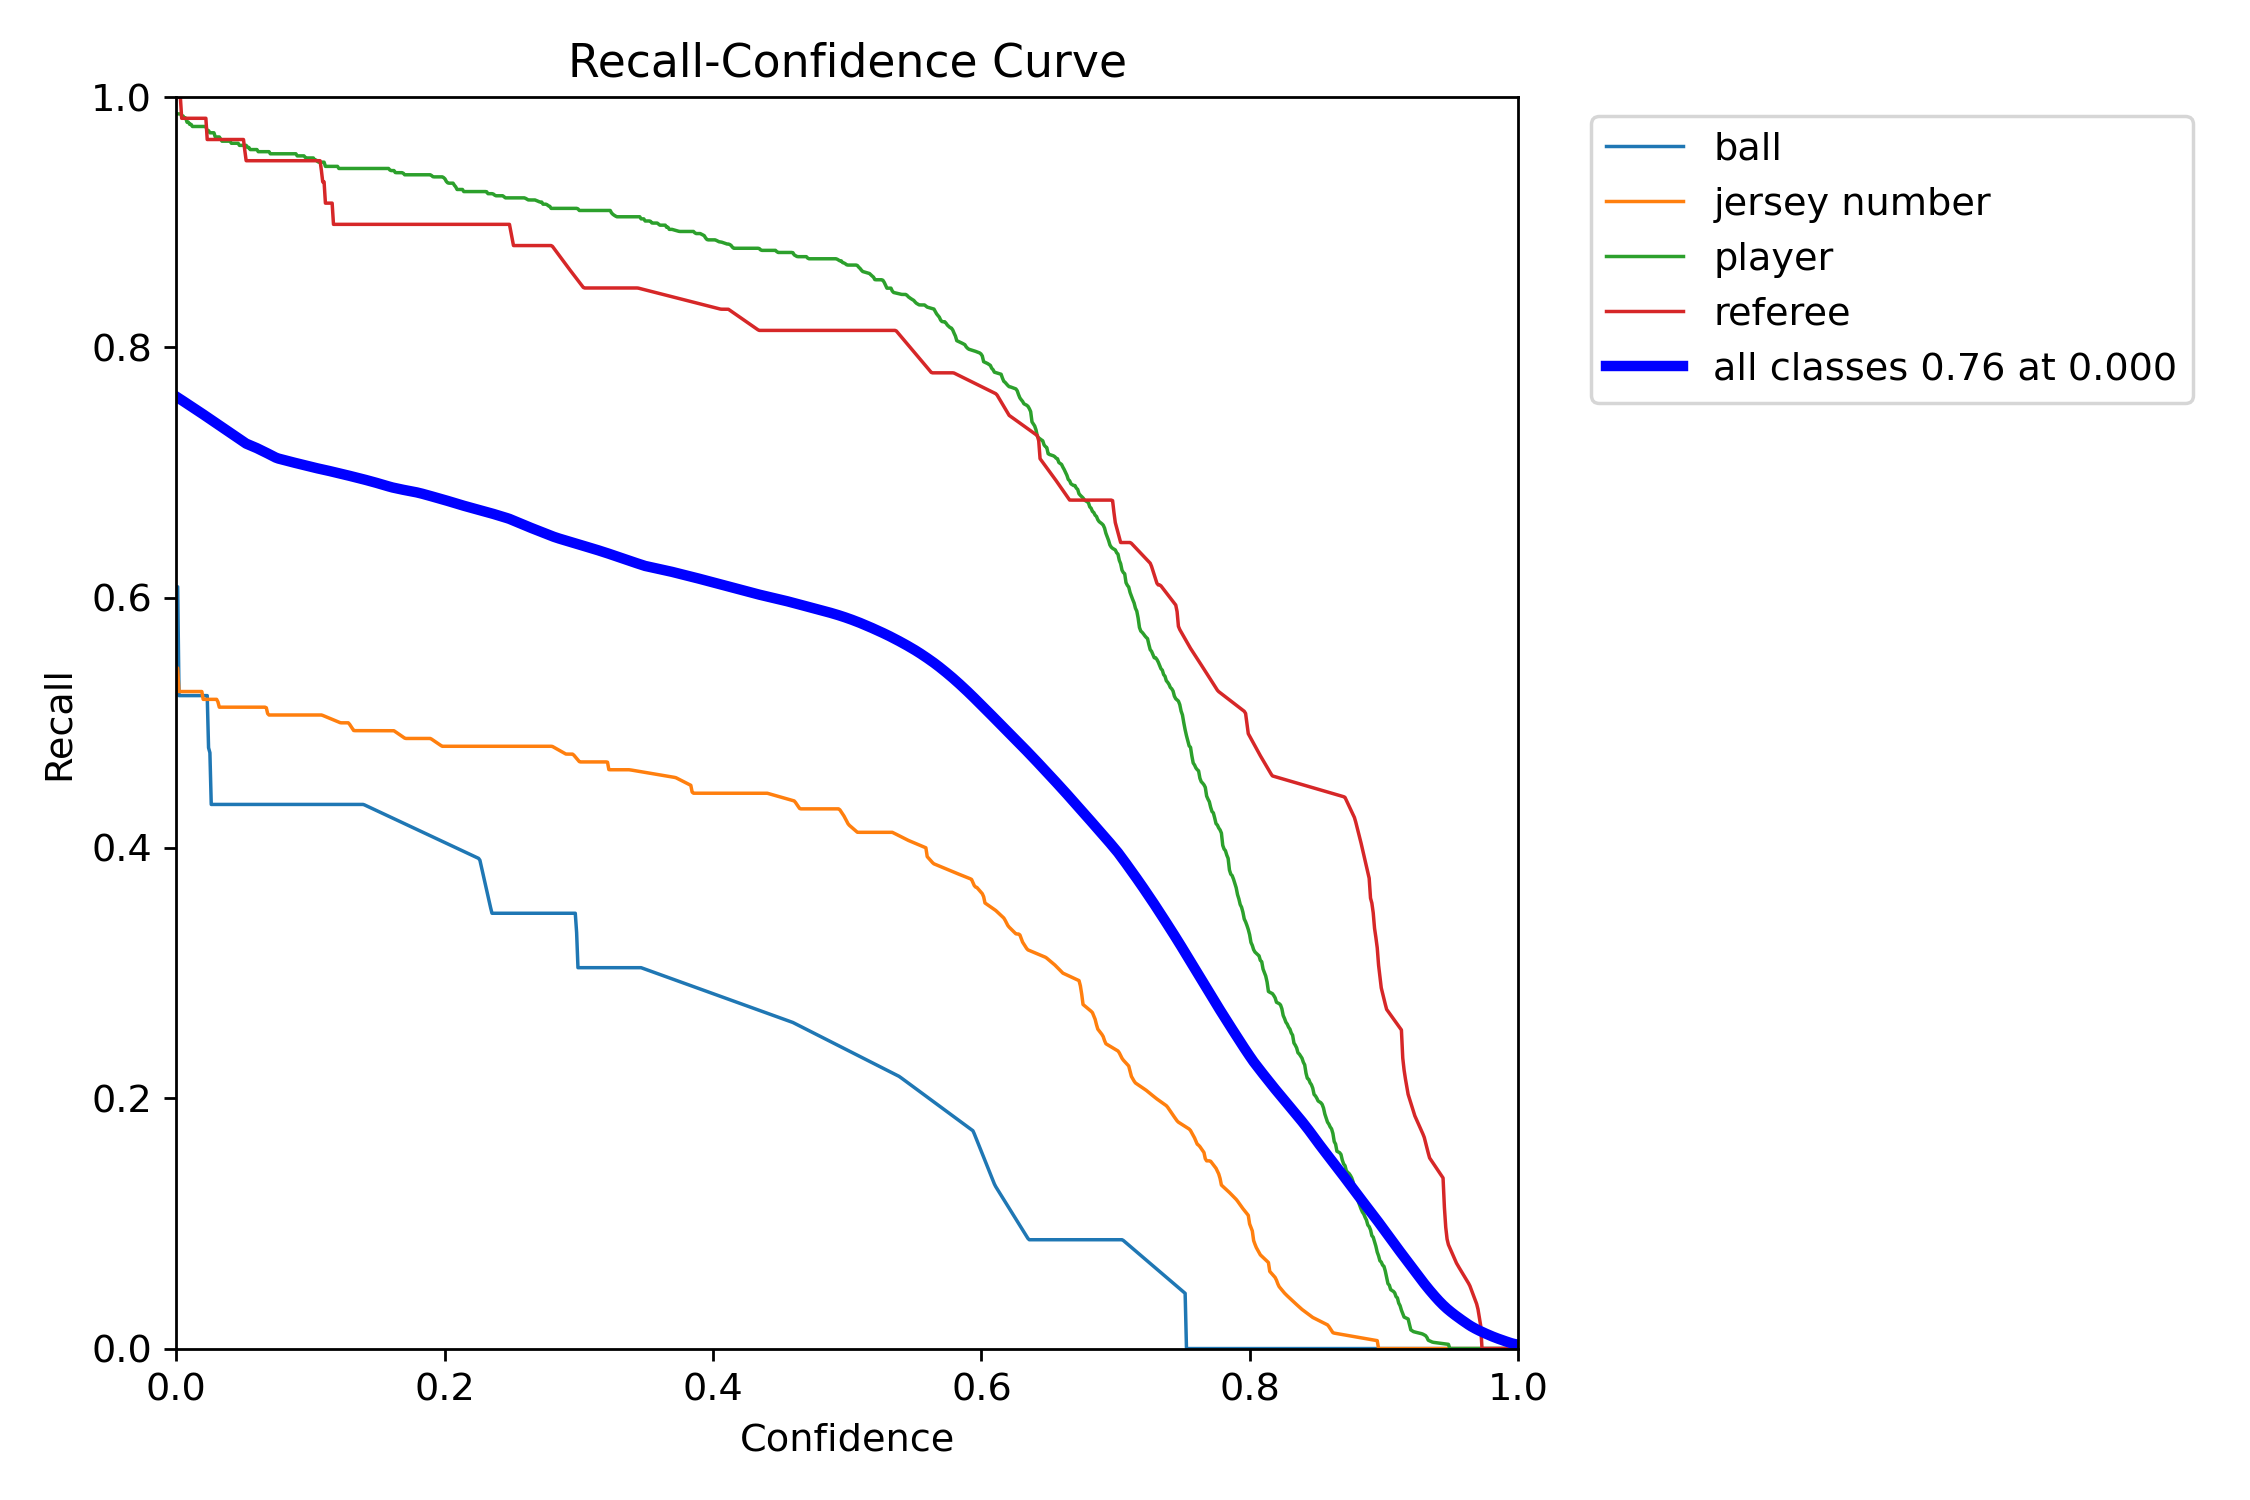 Recall-Confidence Curve
1.0
0.8
0.6
0.4
0.2
0.0
Recall
0.0 0.2 0.4 0.6 0.8 1.0
Confidence
ball
jersey number
player
referee
all classes 0.76 at 0.000